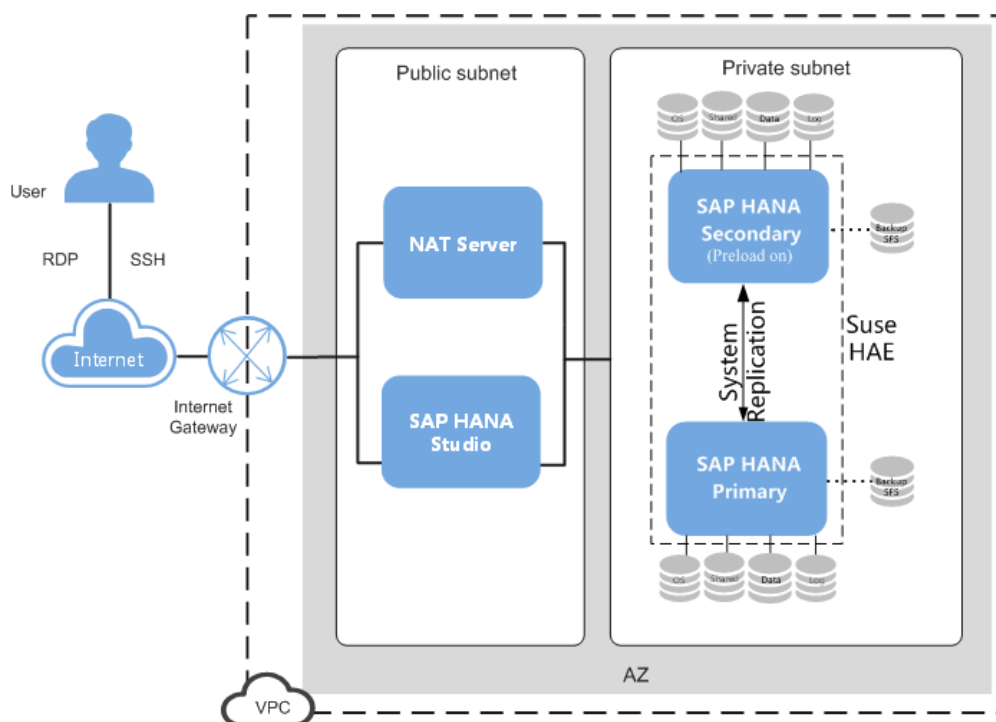 Public subnet
Private subnet
OS
Shared
Data
Log
User
RDP
SSH
Internet
Internet
Gateway
NAT Server
SAP HANA
Studio
SAP HANA
Secondary
(Preload on)
Backup
SFS
System
Replication
Suse
HAE
SAP HANA
Primary
Backup
SFS
OS
Shared
Data
Log
AZ
VPC